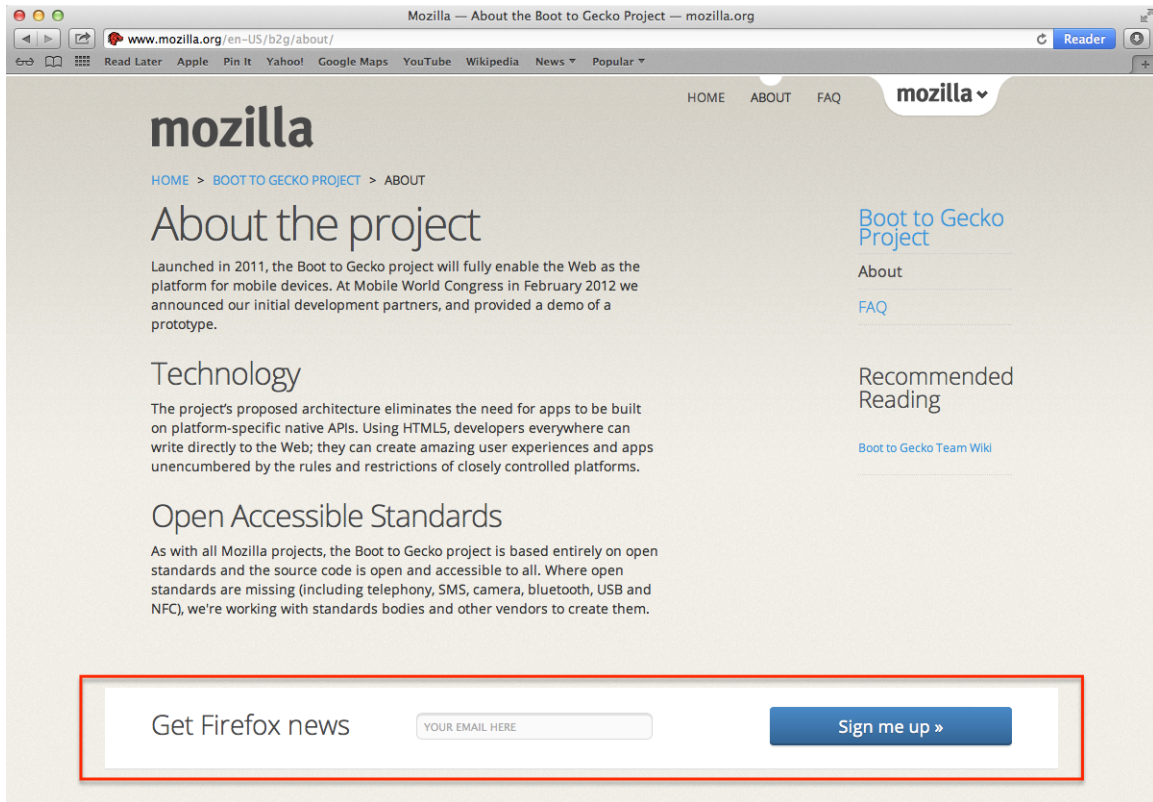 Mozilla — About the Boot to Gecko Project — mozilla.org
www.mozilla.org/en-US/b2g/about/
Reader
Read Later Apple Pin It Yahoo! Google Maps YouTube Wikipedia News Popular
HOME ABOUT FAQ mozilla
mozilla
HOME > BOOT TO GECKO PROJECT > ABOUT
About the project
Launched in 2011, the Boot to Gecko project will fully enable the Web as the
platform for mobile devices. At Mobile World Congress in February 2012 we
announced our initial development partners, and provided a demo of a
prototype.
Technology
The project's proposed architecture eliminates the need for apps to be built
on platform-specific native APIs. Using HTML5, developers everywhere can
write directly to the Web; they can create amazing user experiences and apps
unencumbered by the rules and restrictions of closely controlled platforms.
Open Accessible Standards
As with all Mozilla projects, the Boot to Gecko project is based entirely on open
standards and the source code is open and accessible to all. Where open
standards are missing (including telephony, SMS, camera, bluetooth, USB and
NFC), we're working with standards bodies and other vendors to create them.
Boot to Gecko
Project
About
FAQ
Recommended
Reading
Boot to Gecko Team Wiki
Get Firefox news
YOUR EMAIL HERE
Sign me up »